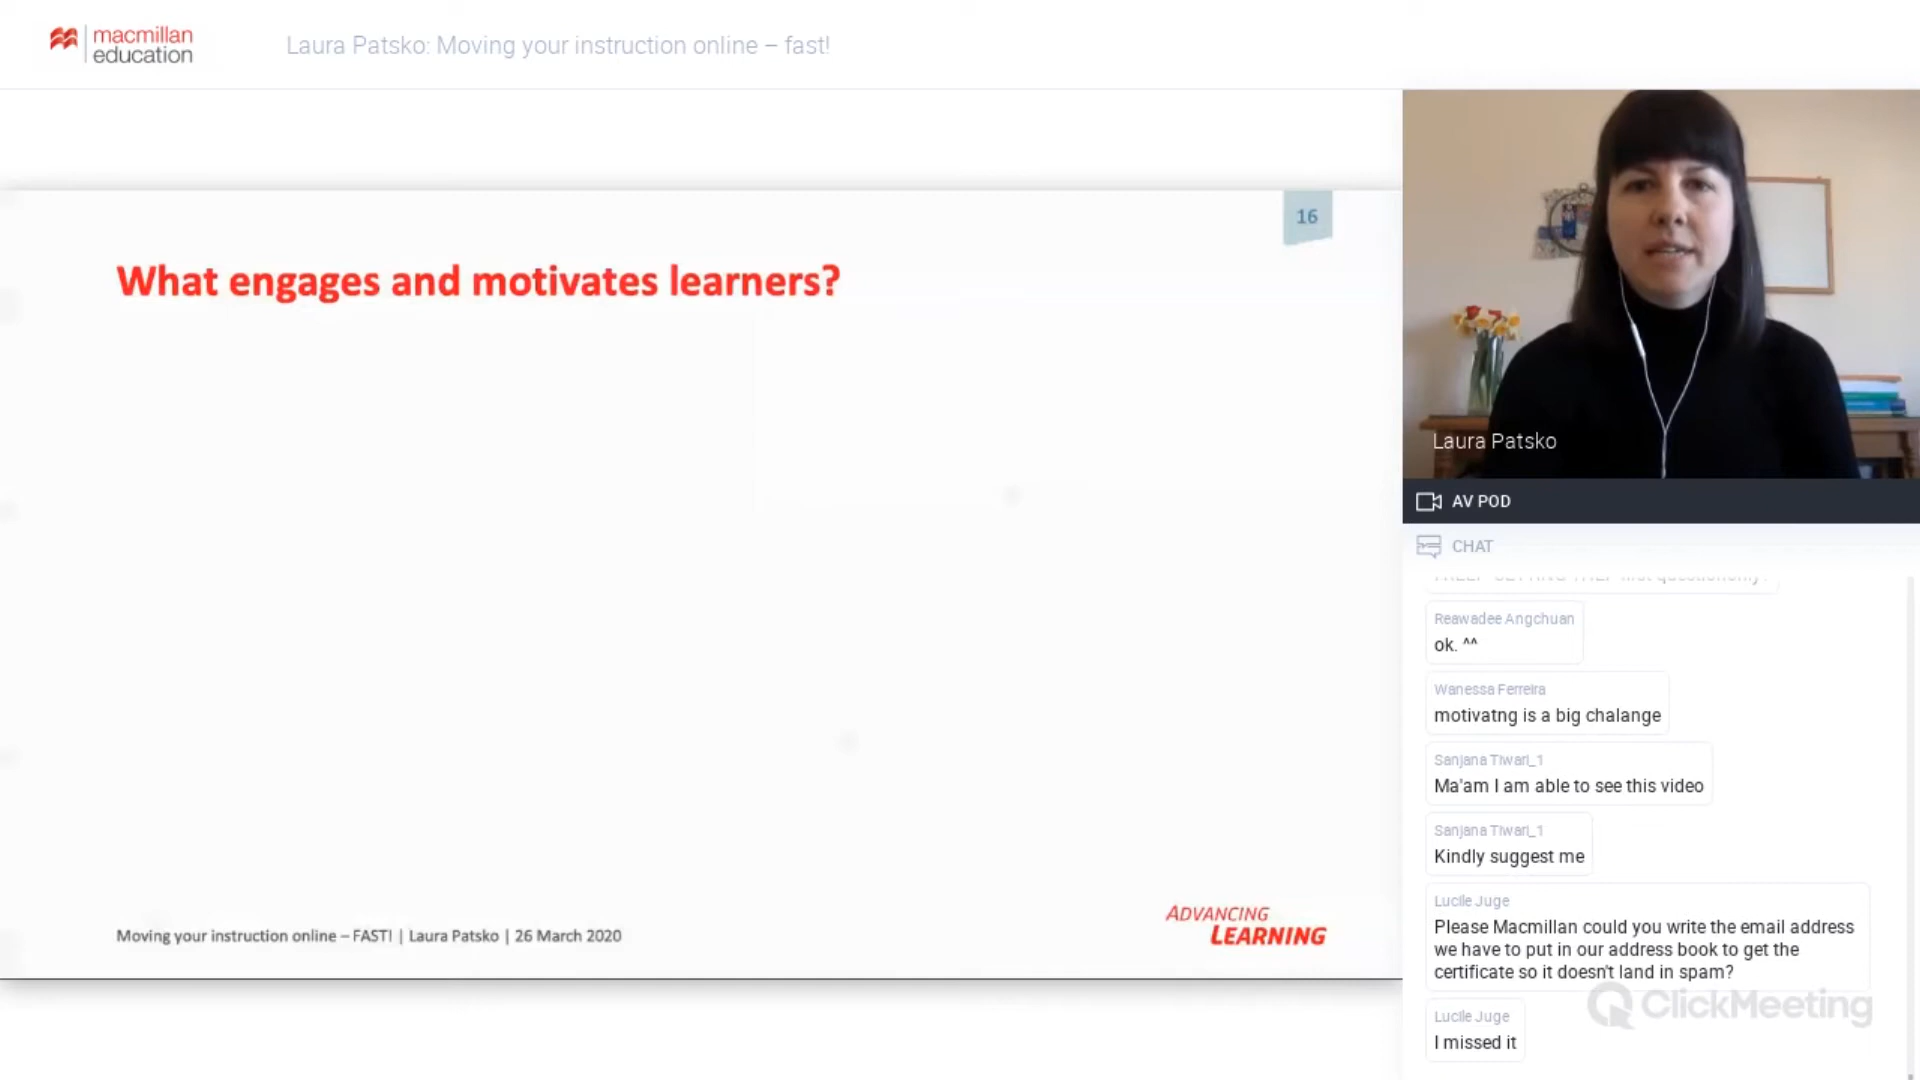 macmillan
education
Laura Patsko: Moving your instruction online – fast!
16
What engages and motivates learners?
Moving your instruction online – FAST! | Laura Patsko | 26 March 2020
ADVANCING
LEARNING
Laura Patsko
AV POD
CHAT
first question
Reawadee Angchuan
ok. ^^
Wanessa Ferreira
motivatng is a big chalange
Sanjana Tiwari_1
Ma'am I am able to see this video
Sanjana Tiwari_1
Kindly suggest me
Lucile Juge
Please Macmillan could you write the email address
we have to put in our address book to get the
certificate so it doesn't land in spam?
ClickMeeting
Lucile Juge
I missed it